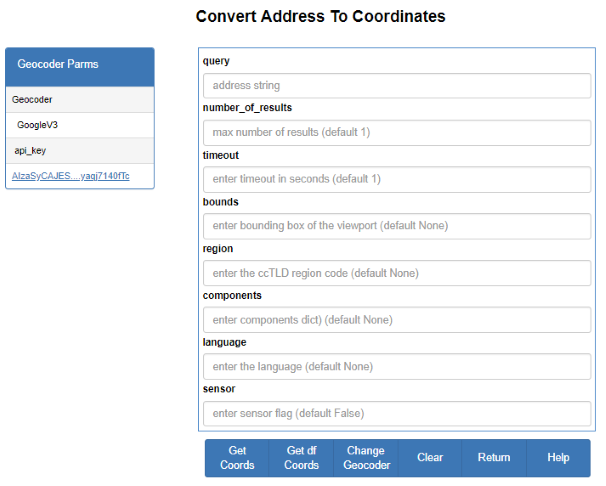 Convert Address To Coordinates
Geocoder Parms
Geocoder
GoogleV3
api_key
AIzaSyCAJES....yaqj7140fTc
query
address string
number_of_results
max number of results (default 1)
timeout
enter timeout in seconds (default 1)
bounds
enter bounding box of the viewport (default None)
region
enter the ccTLD region code (default None)
components
enter components dict) (default None)
language
enter the language (default None)
sensor
enter sensor flag (default False)
Get Coords
Get df Coords
Change Geocoder
Clear
Return
Help